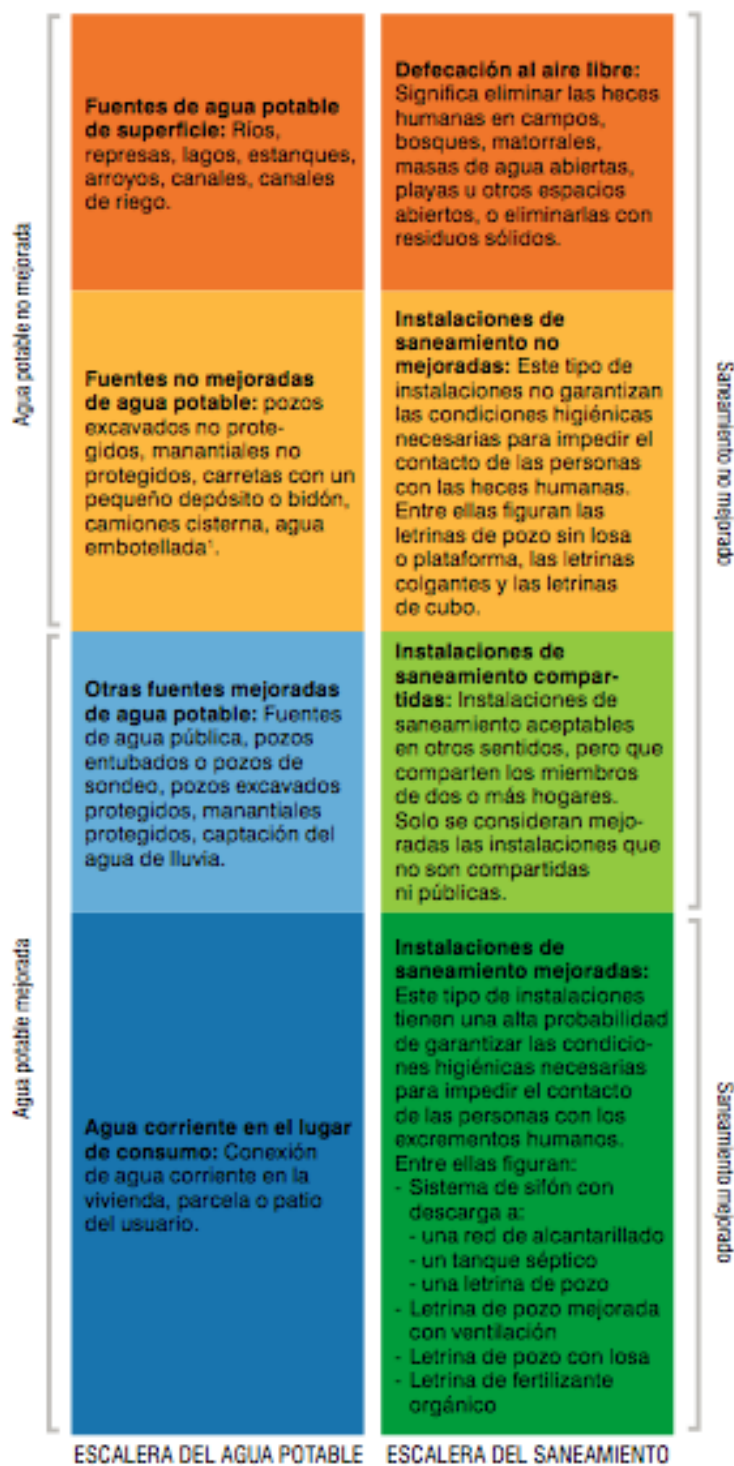 Agua potable no mejorada
Fuentes de agua potable
de superficie: Ríos,
represas, lagos, estanques,
arroyos, canales, canales
de riego.
Fuentes no mejoradas
de agua potable: pozos
excavados no prote-
gidos, manantiales no
protegidos, carretas con un
pequeño depósito o bidón,
camiones cisterna, agua
embotellada¹.
Agua potable mejorada
Otras fuentes mejoradas
de agua potable: Fuentes
de agua pública, pozos
entubados o pozos de
sondeo, pozos excavados
protegidos, manantiales
protegidos, captación del
agua de lluvia.
Agua corriente en el lugar
de consumo: Conexión
de agua corriente en la
vivienda, parcela o patio
del usuario.
ESCALERA DEL AGUA POTABLE
Defecación al aire libre:
Significa eliminar las heces
humanas en campos,
bosques, matorrales,
masas de agua abiertas,
playas u otros espacios
abiertos, o eliminarlas con
residuos sólidos.
Instalaciones de
saneamiento no
mejoradas: Este tipo de
instalaciones no garantizan
las condiciones higiénicas
necesarias para impedir el
contacto de las personas
con las heces humanas.
Entre ellas figuran las
letrinas de pozo sin losa
o plataforma, las letrinas
colgantes y las letrinas
de cubo.
Instalaciones de
saneamiento compar-
tidas: Instalaciones de
saneamiento aceptables
en otros sentidos, pero que
comparten los miembros
de dos o más hogares.
Solo se consideran mejo-
radas las instalaciones que
no son compartidas
ni públicas.
Saneamiento no mejorado
Instalaciones de
saneamiento mejoradas:
Este tipo de instalaciones
tienen una alta probabilidad
de garantizar las condicio-
nes higiénicas necesarias
para impedir el contacto
de las personas con los
excrementos humanos.
Entre ellas figuran:
- Sistema de sifón con
descarga a:
- una red de alcantarillado
- un tanque séptico
- una letrina de pozo
- Letrina de pozo mejorada
con ventilación
- Letrina de pozo con losa
- Letrina de fertilizante
orgánico
Saneamiento mejorado
ESCALERA DEL SANEAMIENTO